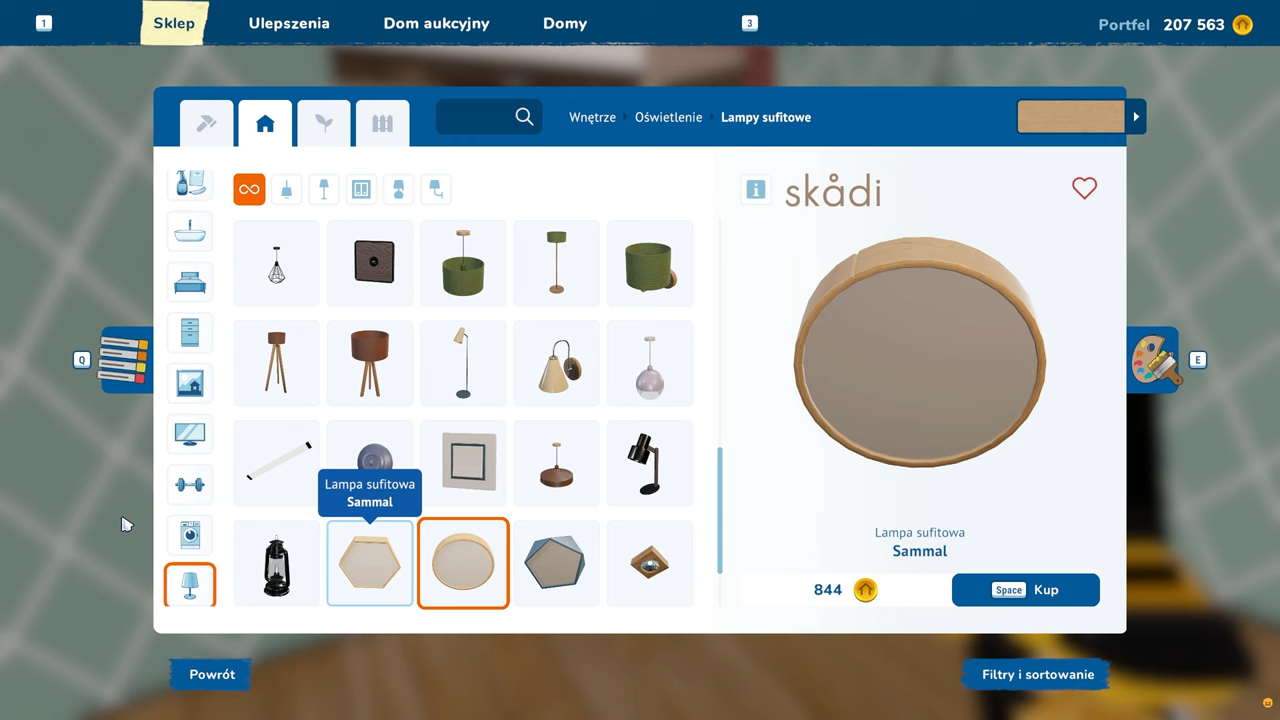 1
Sklep
Ulepszenia
Dom aukcyjny
Domy
3
Portfel 207 563
Wnętrze Oświetlenie Lampy sufitowe
skådi
Q
E
Lampa sufitowa
Sammal
Lampa sufitowa
Sammal
844
Space Kup
Powrót
Filtry i sortowanie